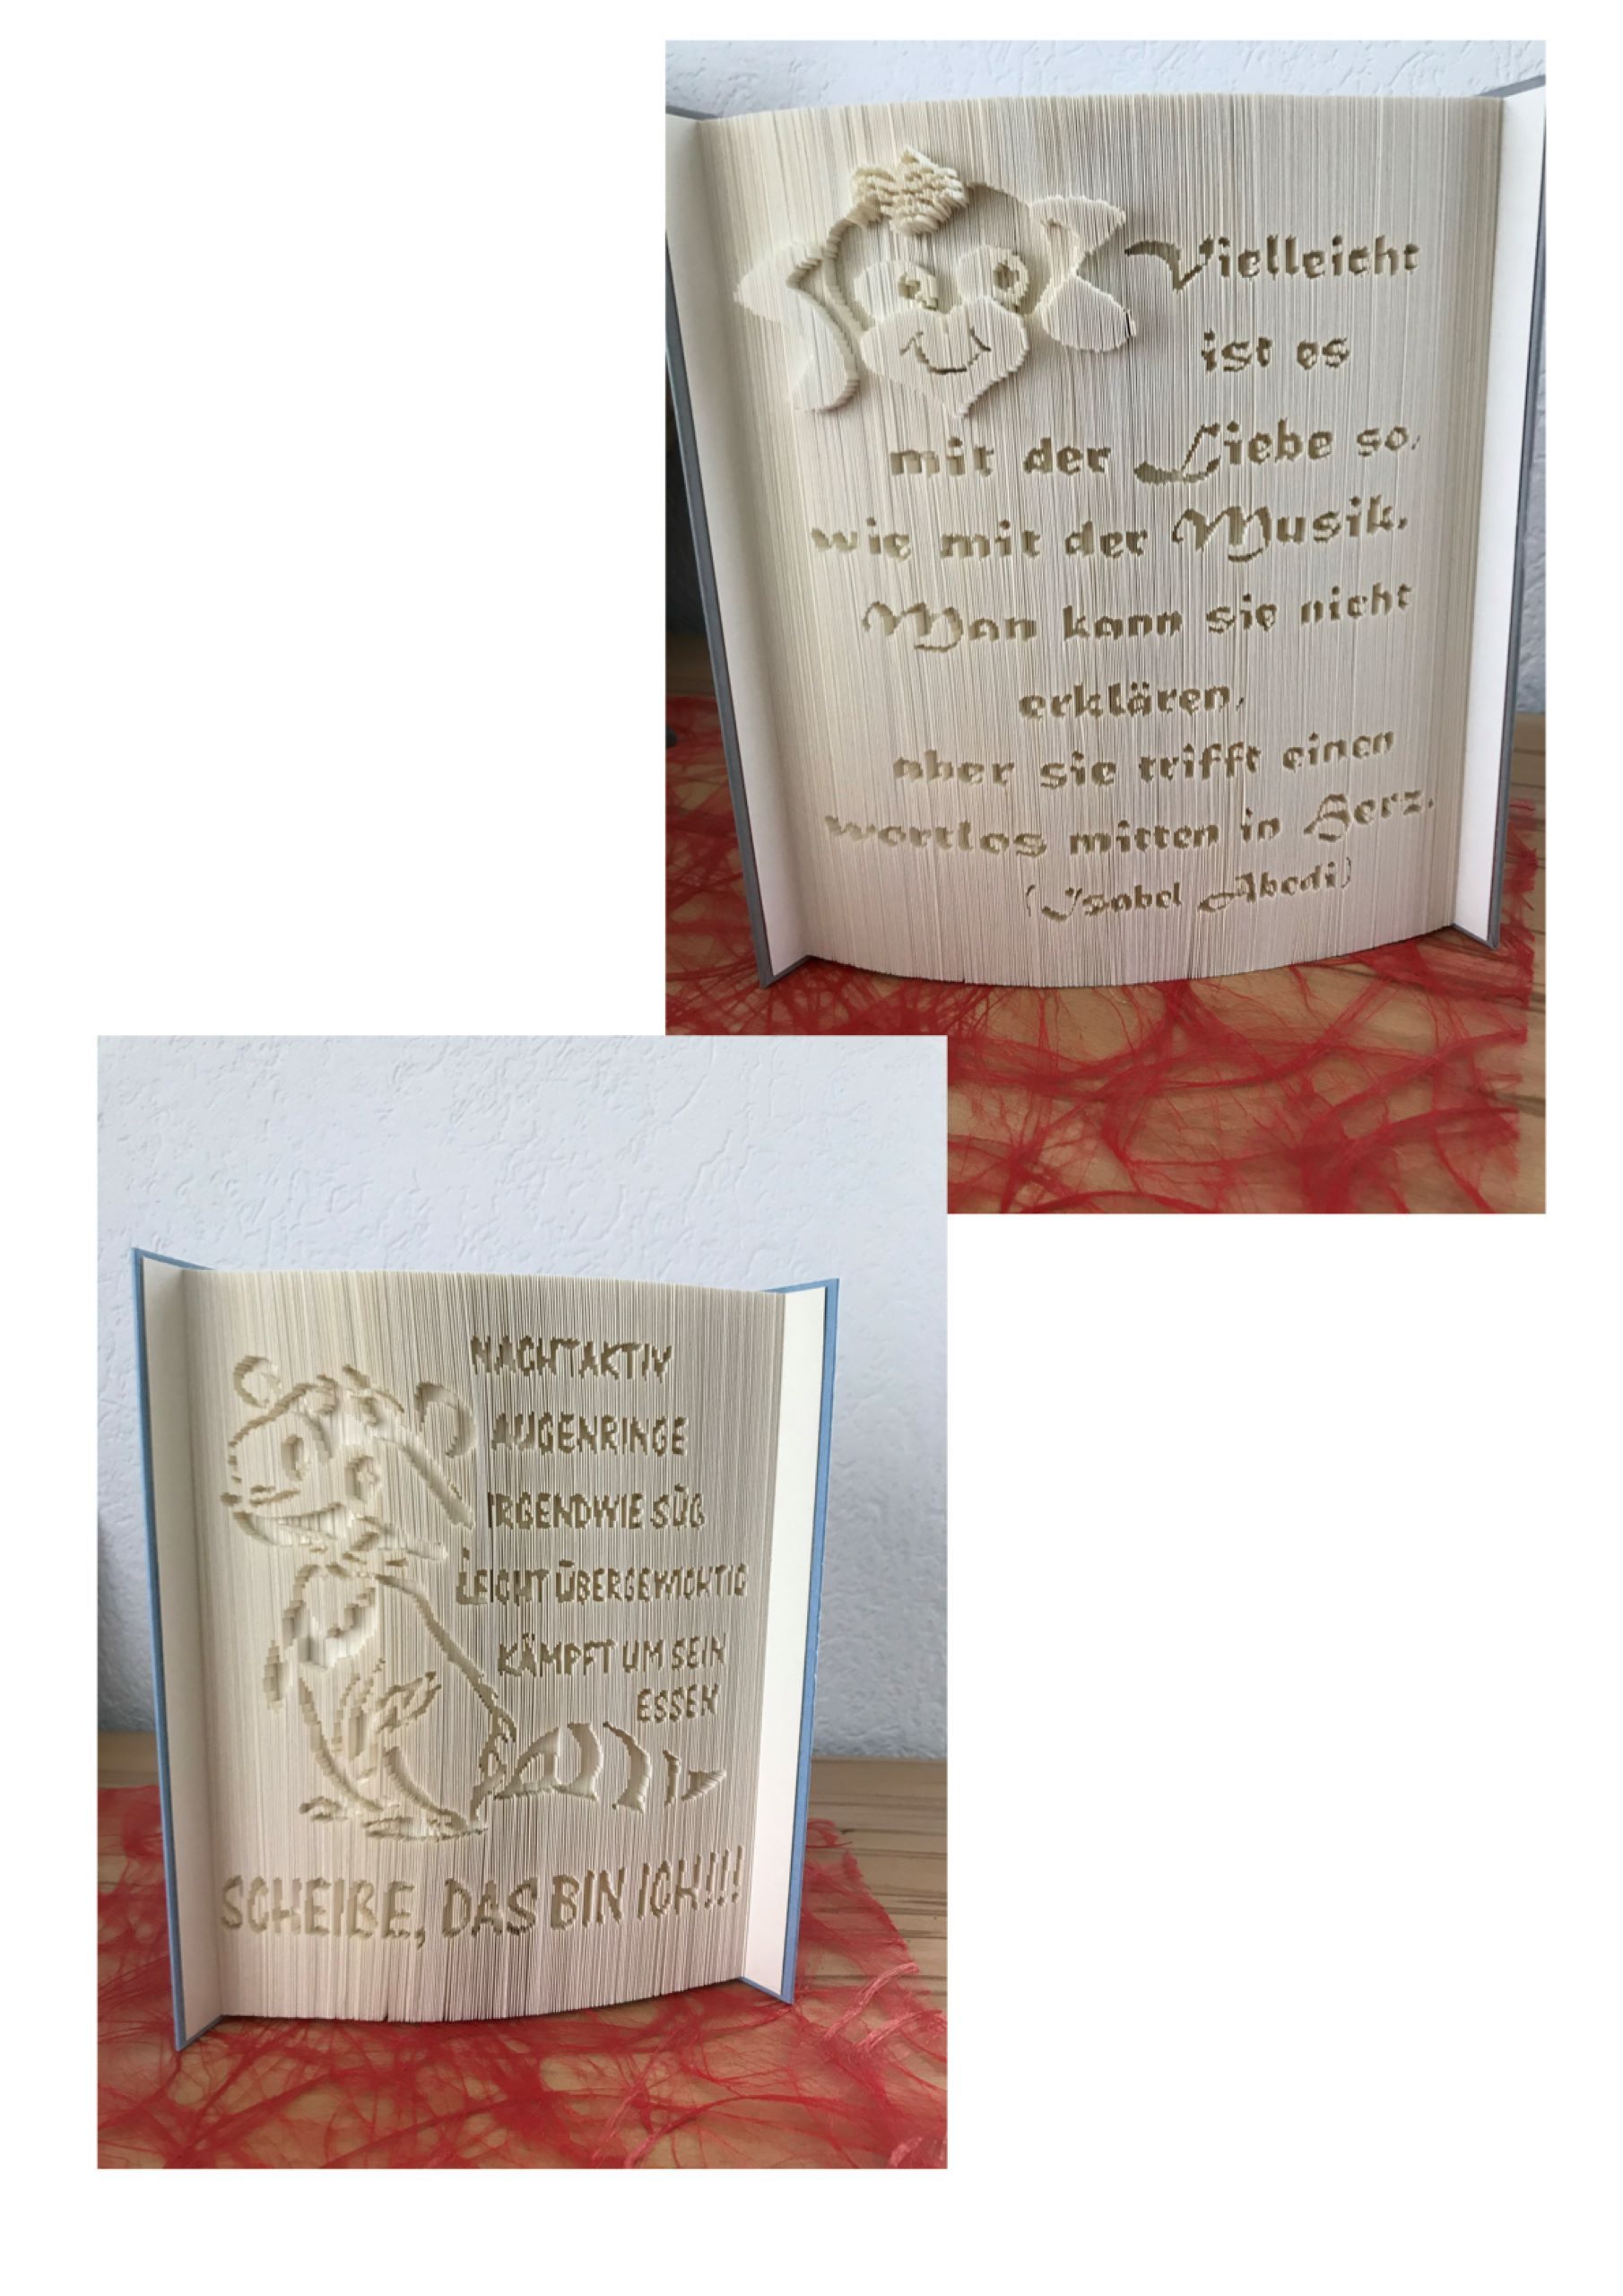 Vielleicht
ist es
mit der Liebe so,
wie mit der Musik.
Man kann sie nicht
erklären,
aber sie trifft einen
wortlos mitten in Herz.
(Isabel Abedi)
NACHTAKTIV
AUGENRINGE
IRGENDWIE SÜß
LEICHT ÜBERGEWICHTIG
KÄMPFT UM SEIN
ESSEN
SCHEIßE, DAS BIN ICH!!!